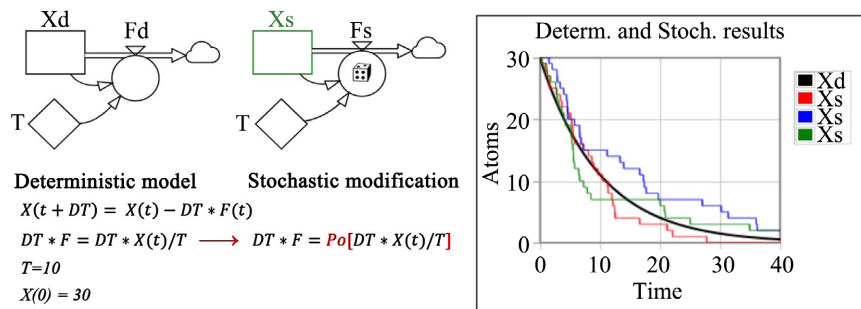 Xd
Fd
T
Xs
Fs
T
Deterministic model
Stochastic modification
X(t + DT) = X(t) − DT ∗ F(t)
DT ∗ F = DT ∗ X(t)/T ⟶ DT ∗ F = Po[DT ∗ X(t)/T]
T=10
X(0) = 30
Determ. and Stoch. results
30
20
10
0
Atoms
0 10 20 30 40
Time
Xd
Xs
Xs
Xs